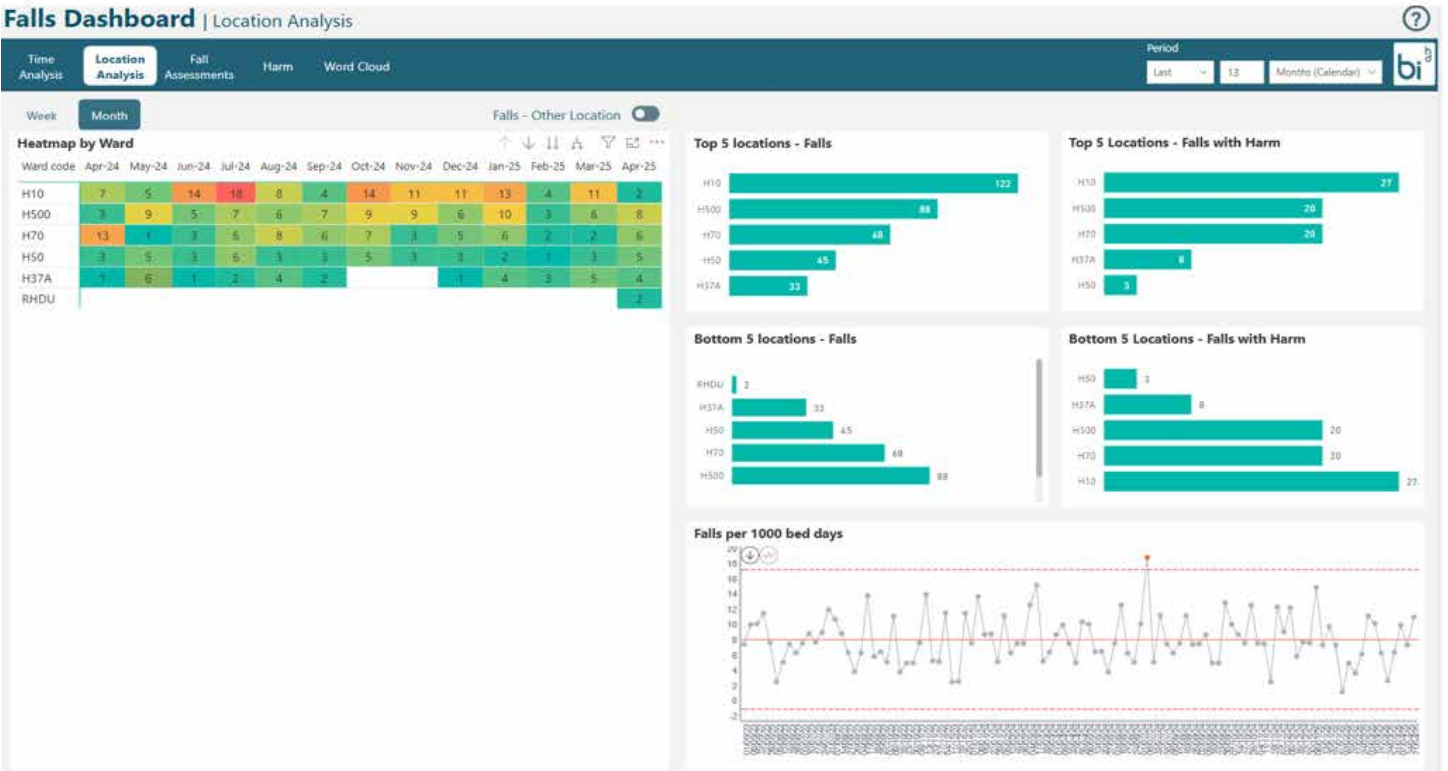 Falls Dashboard | Location Analysis
?
Time Analysis
Location Analysis
Fall Assessments
Harm
Word Cloud
Period
Last
13
Months (Calendar)
bi
Week
Month
Falls - Other Location
Heatmap by Ward
Ward code Apr-24 May-24 Jun-24 Jul-24 Aug-24 Sep-24 Oct-24 Nov-24 Dec-24 Jan-25 Feb-25 Mar-25 Apr-25
H10 7 5 14 18 8 4 14 11 11 13 4 11 2
H500 3 9 5 7 6 7 9 9 6 10 3 6 8
H70 13 1 3 6 8 6 7 3 5 6 2 2 6
H50 3 5 3 6 3 3 5 3 3 2 1 3 5
H37A 1 6 1 2 4 2 1 4 3 5 4
RHDU 2
Top 5 locations - Falls
H10 122
H500 88
H70 68
H50 45
H37A 33
Top 5 Locations - Falls with Harm
H10 27
H500 20
H70 20
H37A 8
H50 3
Bottom 5 locations - Falls
RHDU 2
H37A 33
H50 45
H70 68
H500 88
Bottom 5 Locations - Falls with Harm
H50 3
H37A 8
H500 20
H70 20
H10 27
Falls per 1000 bed days
20
18
16
14
12
10
8
6
4
2
0
-2